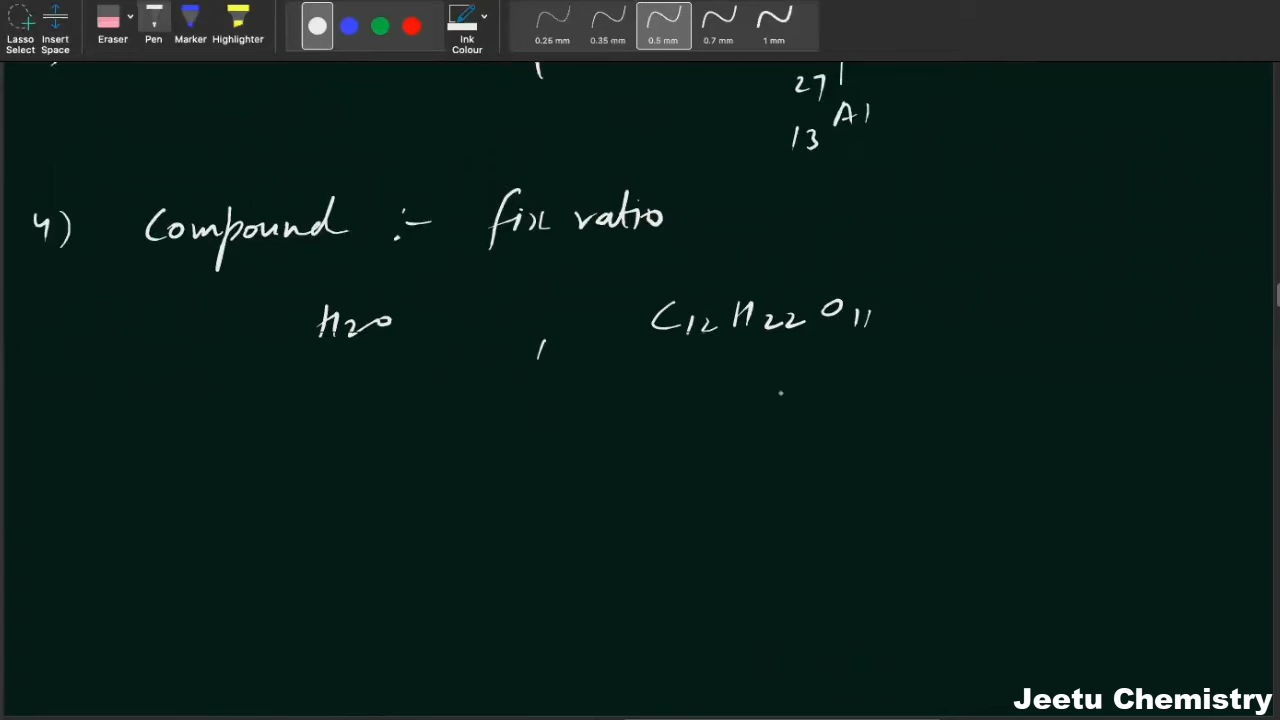 Lasso Select
Insert Space
Eraser
Pen
Marker
Highlighter
Ink Colour
0.25 mm
0.35 mm
0.5 mm
0.7 mm
1 mm
27
Al
13
4) Compound :- fix ratio
H2O , C12H22O11
Jeetu Chemistry